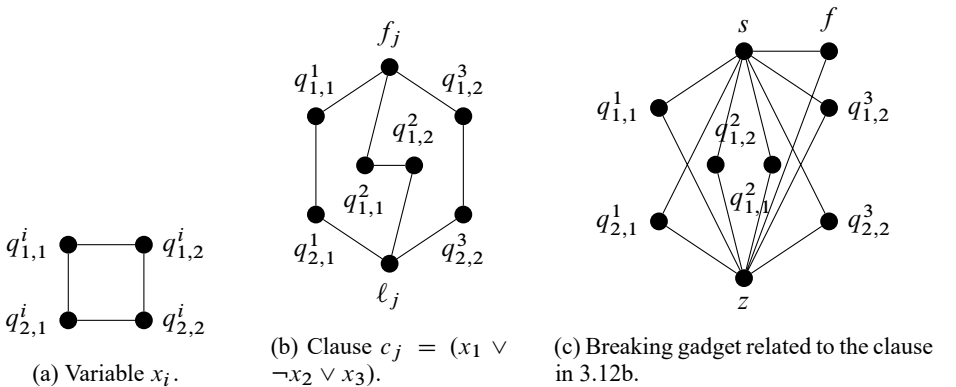 s f
f_j
q^1_{1,1} q^3_{1,2}
q^1_{1,1} q^3_{1,2}
q^2_{1,2} q^2_{1,2}
q^2_{1,1} q^2_{1,1}
q^i_{1,1} q^i_{1,2}
q^1_{2,1} q^3_{2,2}
q^1_{2,1} q^3_{2,2}
q^i_{2,1} q^i_{2,2}
ℓ_j z
(a) Variable x_i.
(b) Clause c_j = (x_1 ∨
¬x_2 ∨ x_3).
(c) Breaking gadget related to the clause
in 3.12b.